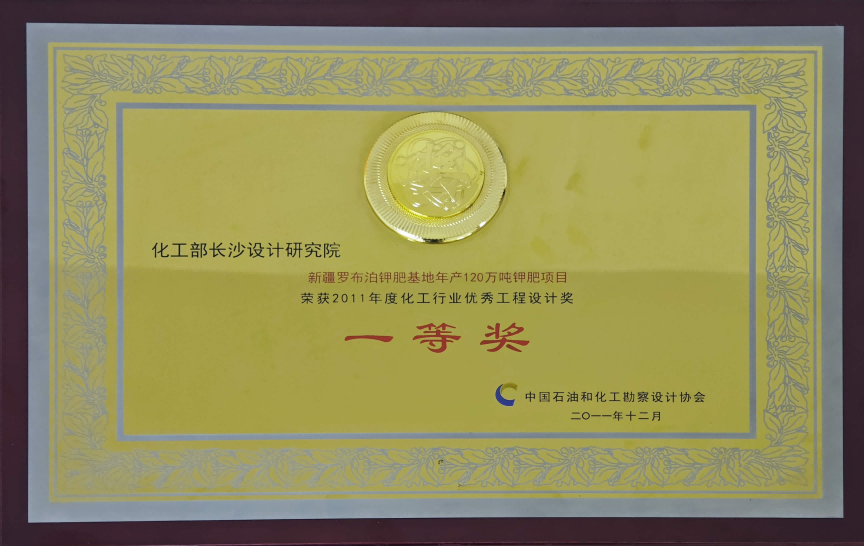 化工部长沙设计研究院
新疆罗布泊钾肥基地年产120万吨钾肥项目
荣获2011年度化工行业优秀工程设计奖
一等奖
中国石油和化工勘察设计协会
二〇一一年十二月